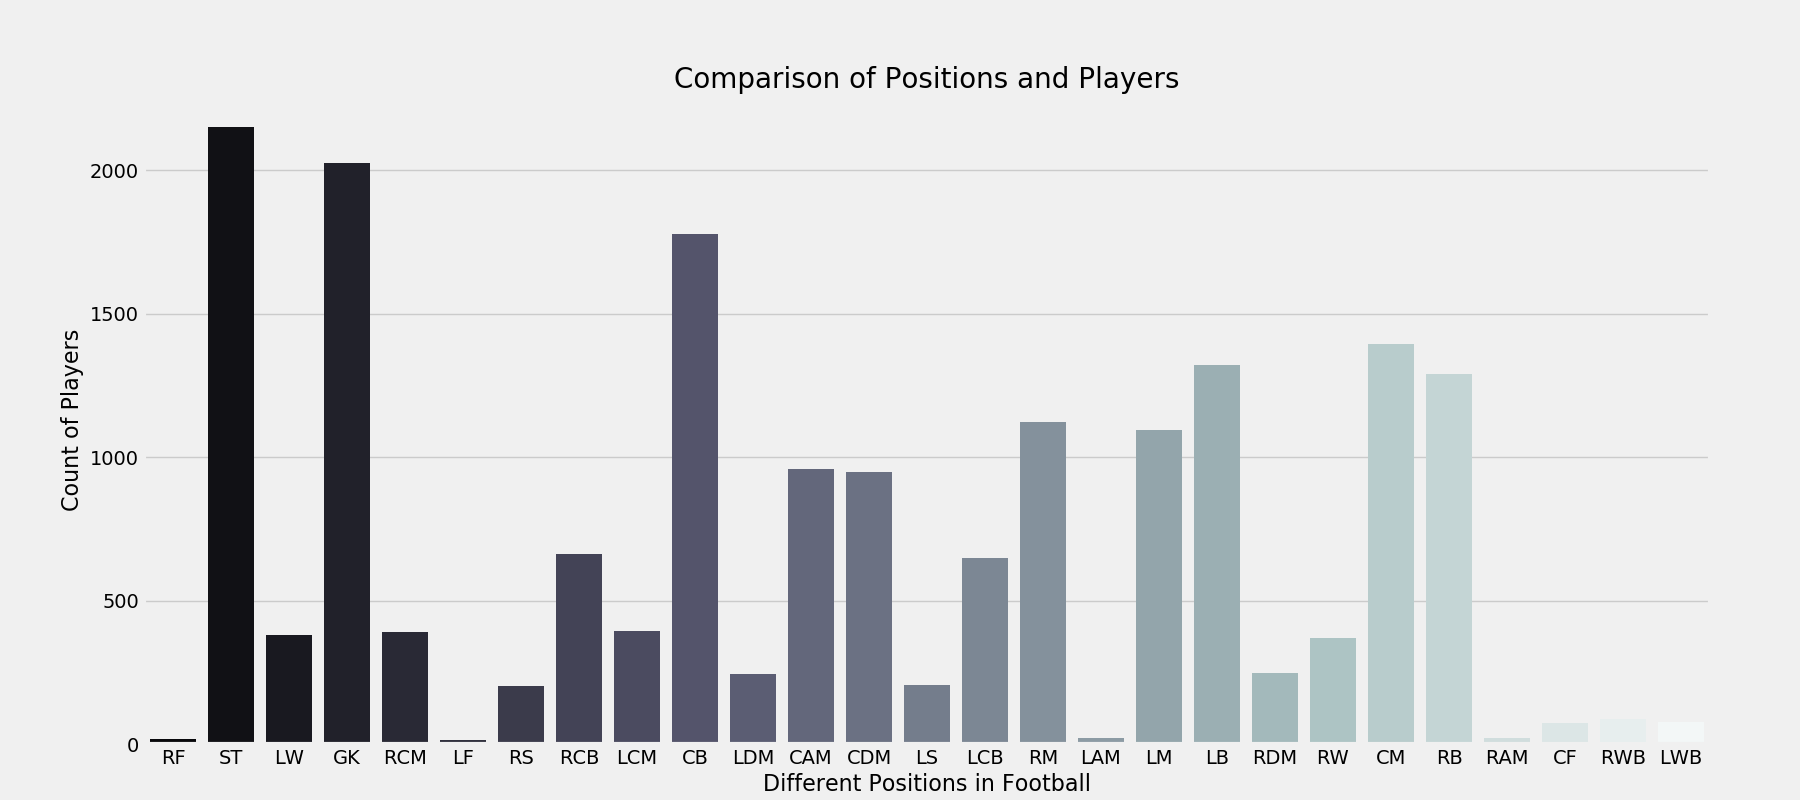 Comparison of Positions and Players
Count of Players
2000
1500
1000
500
0
RF ST LW GK RCM LF RS RCB LCM CB LDM CAM CDM LS LCB RM LAM LM LB RDM RW CM RB RAM CF RWB LWB
Different Positions in Football